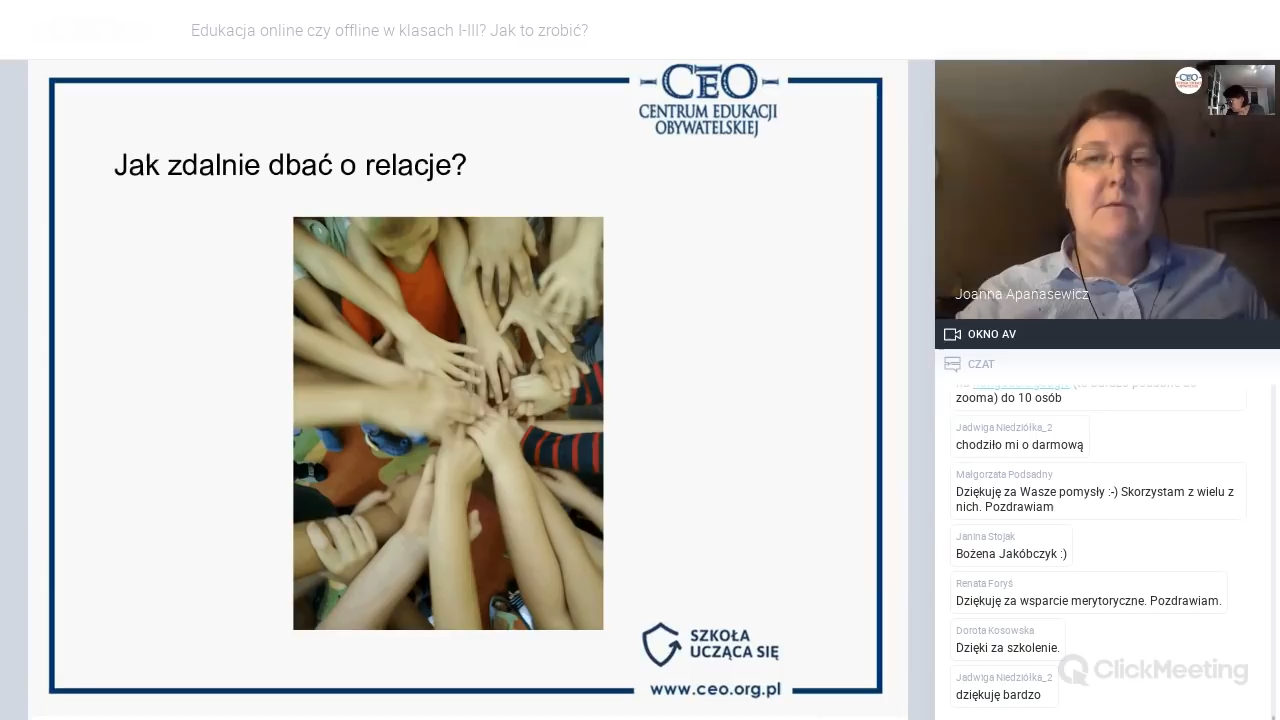 Edukacja online czy offline w klasach I-III? Jak to zrobić?
CEO
CENTRUM EDUKACJI
OBYWATELSKIEJ
Jak zdalnie dbać o relacje?
SZKOŁA
UCZĄCA SIĘ
www.ceo.org.pl
CEO
Joanna Apanasewicz
OKNO AV
CZAT
zooma) do 10 osób
Jadwiga Niedziółka_2
chodziło mi o darmową
Małgorzata Podsadny
Dziękuję za Wasze pomysły :-) Skorzystam z wielu z
nich. Pozdrawiam
Janina Stojak
Bożena Jakóbczyk :)
Renata Foryś
Dziękuję za wsparcie merytoryczne. Pozdrawiam.
Dorota Kosowska
Dzięki za szkolenie.
Jadwiga Niedziółka_2
dziękuję bardzo
ClickMeeting